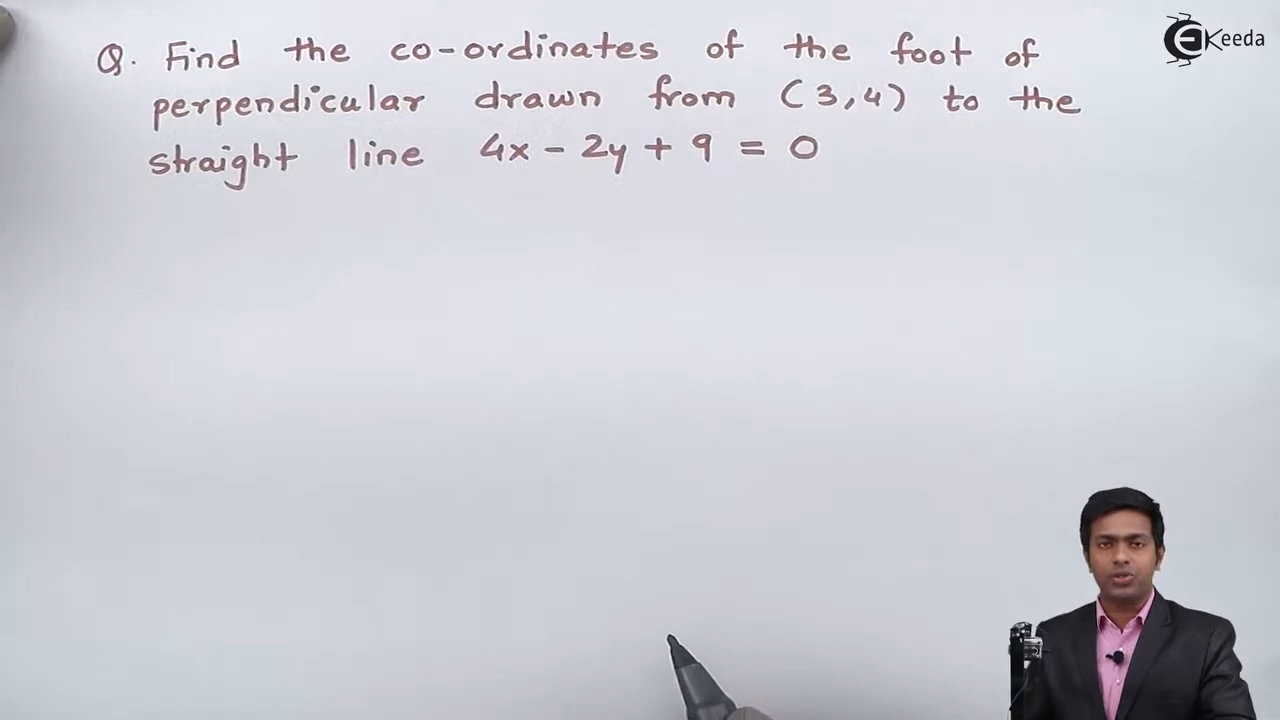 Q. Find the co-ordinates of the foot of
perpendicular drawn from (3,4) to the
straight line 4x - 2y + 9 = 0
eKeeda